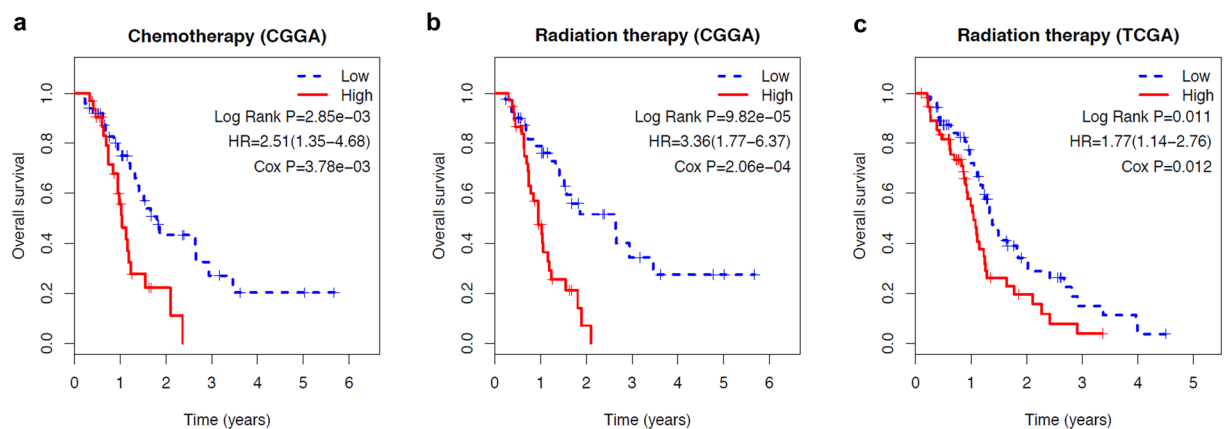 a
Chemotherapy (CGGA)
Low
High
Log Rank P=2.85e−03
HR=2.51(1.35−4.68)
Cox P=3.78e−03
Overall survival
1.0
0.8
0.6
0.4
0.2
0.0
0 1 2 3 4 5 6
Time (years)
b
Radiation therapy (CGGA)
Low
High
Log Rank P=9.82e−05
HR=3.36(1.77−6.37)
Cox P=2.06e−04
Overall survival
1.0
0.8
0.6
0.4
0.2
0.0
0 1 2 3 4 5 6
Time (years)
c
Radiation therapy (TCGA)
Low
High
Log Rank P=0.011
HR=1.77(1.14−2.76)
Cox P=0.012
Overall survival
1.0
0.8
0.6
0.4
0.2
0.0
0 1 2 3 4 5
Time (years)